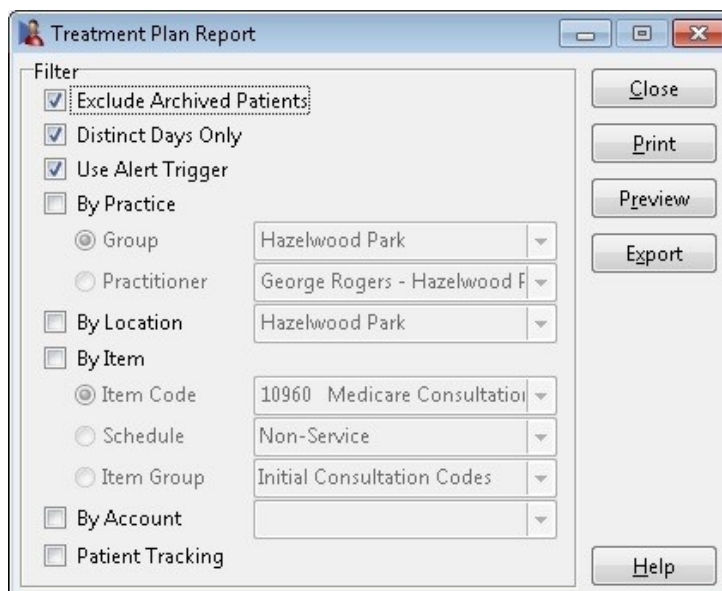 Treatment Plan Report
Filter
Exclude Archived Patients
Distinct Days Only
Use Alert Trigger
By Practice
Group Hazelwood Park
Practitioner George Rogers - Hazelwood
By Location Hazelwood Park
By Item
Item Code 10960 Medicare Consultation
Schedule Non-Service
Item Group Initial Consultation Codes
By Account
Patient Tracking
Close
Print
Preview
Export
Help